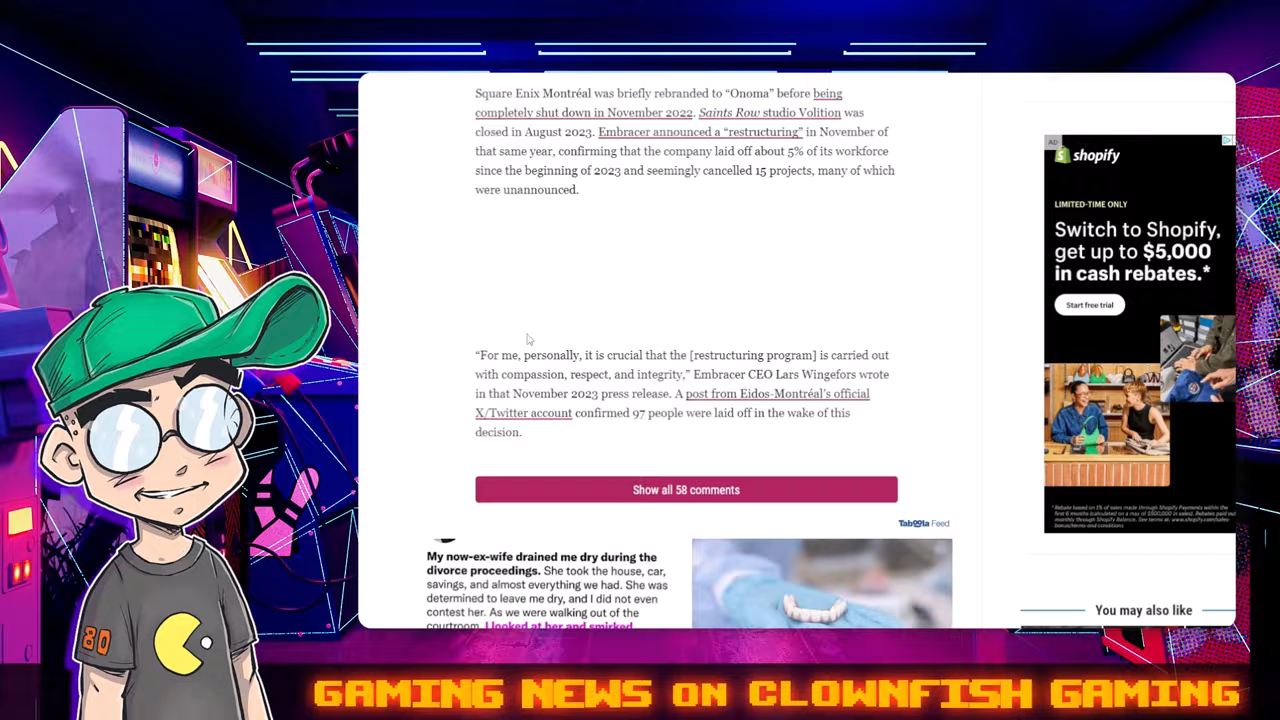 Square Enix Montréal was briefly rebranded to “Onoma” before being
completely shut down in November 2022. Saints Row studio Volition was
closed in August 2023. Embracer announced a “restructuring” in November of
that same year, confirming that the company laid off about 5% of its workforce
since the beginning of 2023 and seemingly cancelled 15 projects, many of which
were unannounced.
“For me, personally, it is crucial that the [restructuring program] is carried out
with compassion, respect, and integrity,” Embracer CEO Lars Wingefors wrote
in that November 2023 press release. A post from Eidos-Montréal’s official
X/Twitter account confirmed 97 people were laid off in the wake of this
decision.
Show all 58 comments
Taboola Feed
My now-ex-wife drained me dry during the
divorce proceedings. She took the house, car,
savings, and almost everything we had. She was
determined to leave me dry, and I did not even
contest her. As we were walking out of the
courtroom, I looked at her and smirked.
AD
shopify
LIMITED-TIME ONLY
Switch to Shopify,
get up to $5,000
in cash rebates.*
Start free trial
You may also like
80
GAMING NEWS ON CLOWNFISH GAMING